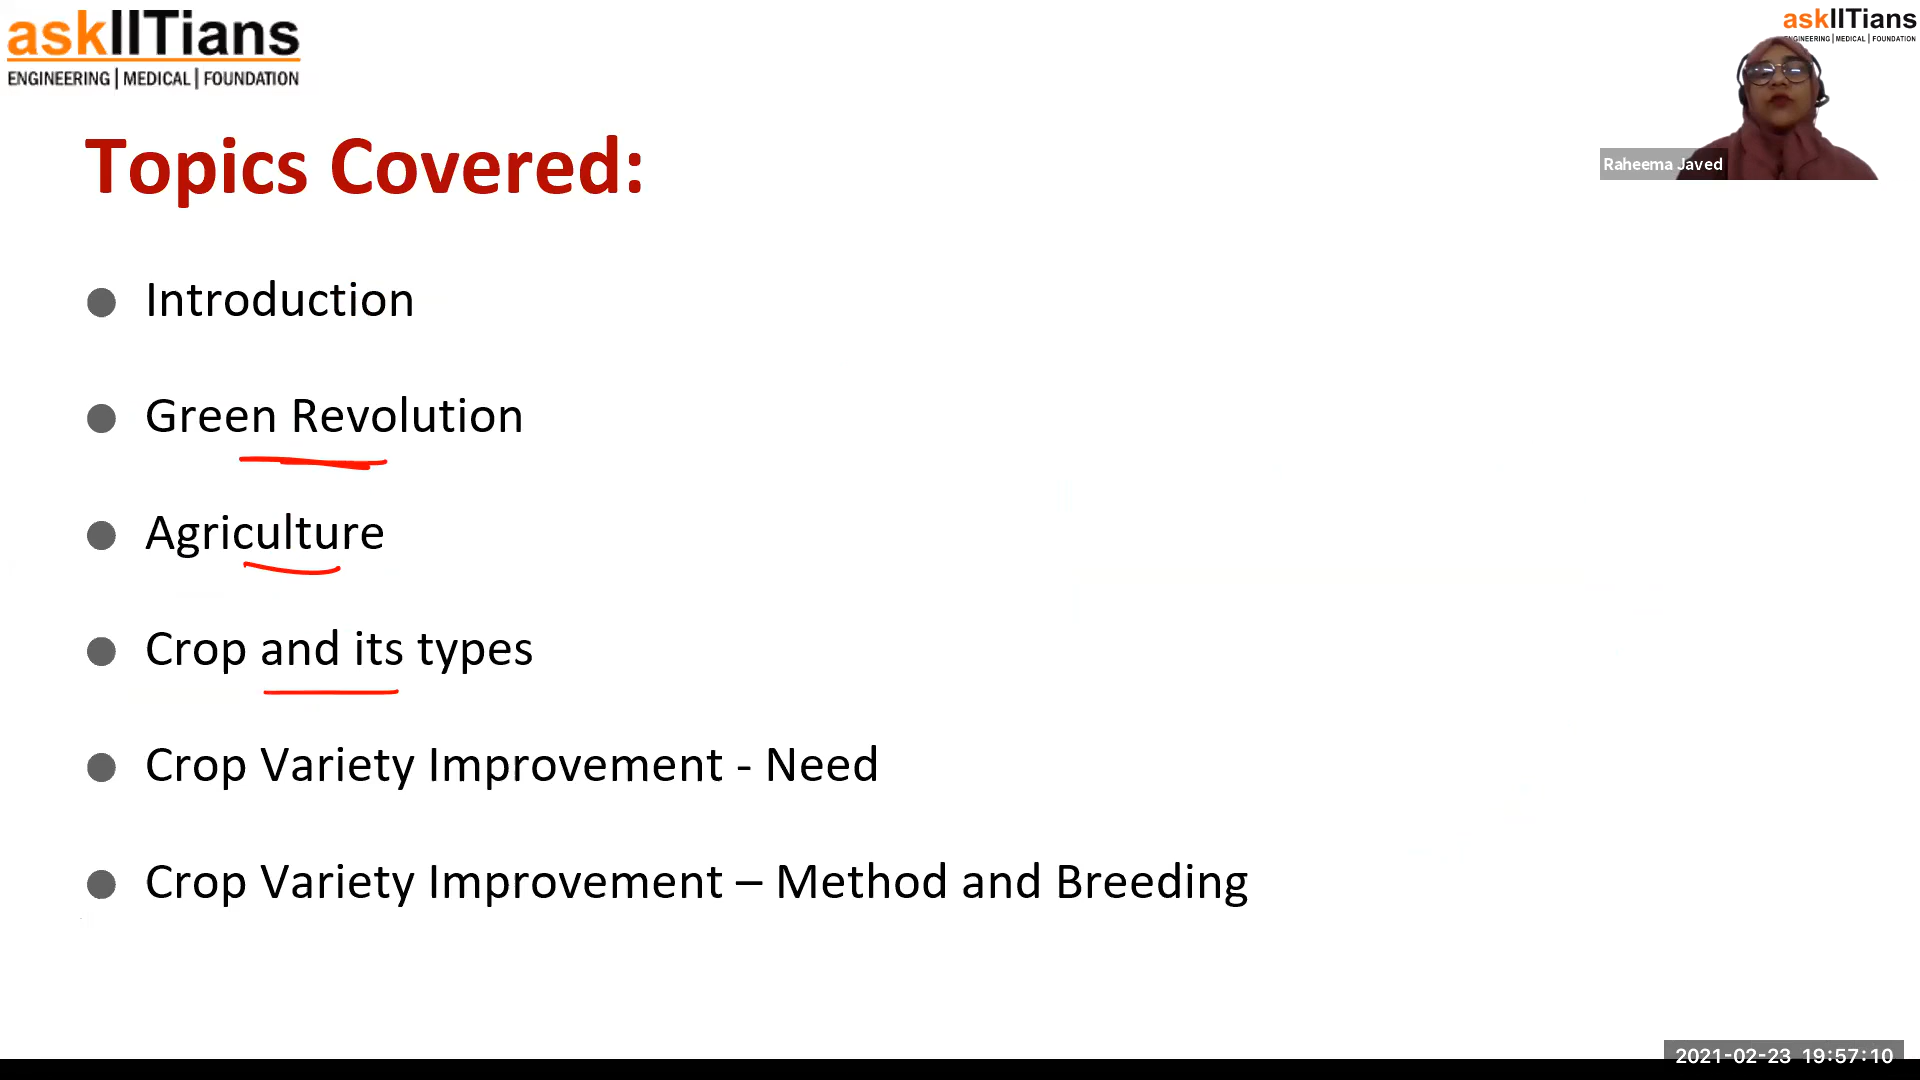 askIITians
ENGINEERING | MEDICAL | FOUNDATION
askIITians
ENGINEERING | MEDICAL | FOUNDATION
Raheema Javed
Topics Covered:
● Introduction
● Green Revolution
● Agriculture
● Crop and its types
● Crop Variety Improvement - Need
● Crop Variety Improvement – Method and Breeding
2021-02-23 19:57:10